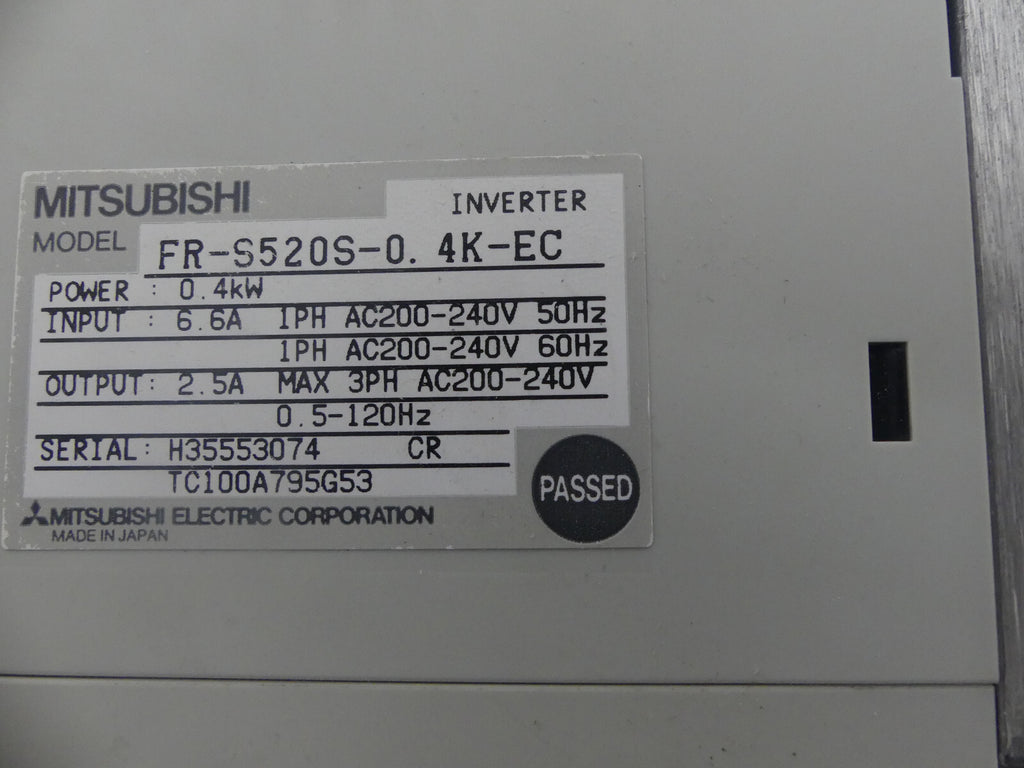 MITSUBISHI INVERTER
MODEL FR-S520S-0.4K-EC
POWER : 0.4kW
INPUT : 6.6A 1PH AC200-240V 50Hz
1PH AC200-240V 60Hz
OUTPUT: 2.5A MAX 3PH AC200-240V
0.5-120Hz
SERIAL: H35553074 CR
TC100A795G53
PASSED
MITSUBISHI ELECTRIC CORPORATION
MADE IN JAPAN